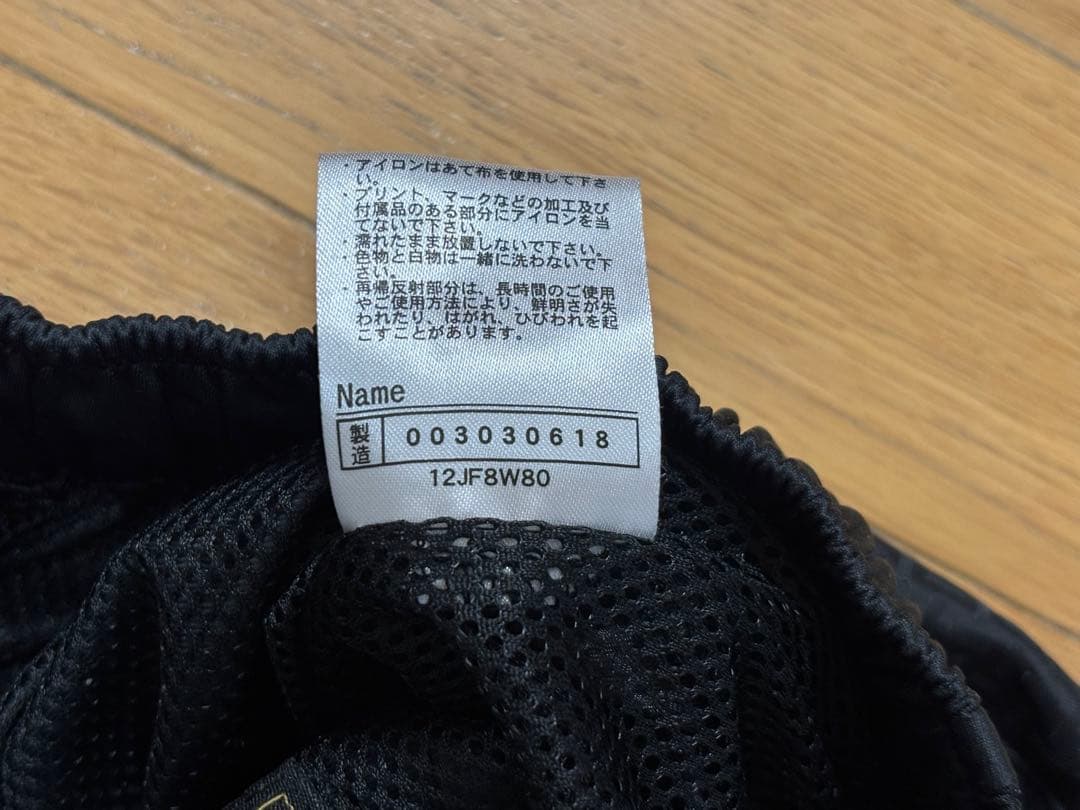 ・アイロンはあて布を使用して下さ
い。
・プリント、マークなどの加工及び
付属品のある部分にアイロンを当
てないで下さい。
・濡れたまま放置しないで下さい。
・色物と白物は一緒に洗わないで下
さい。
・再帰反射部分は、長時間のご使用
やご使用方法により、鮮明さが失
われたり、はがれ、ひびわれを起
こすことがあります。
Name
製造 003030618
12JF8W80